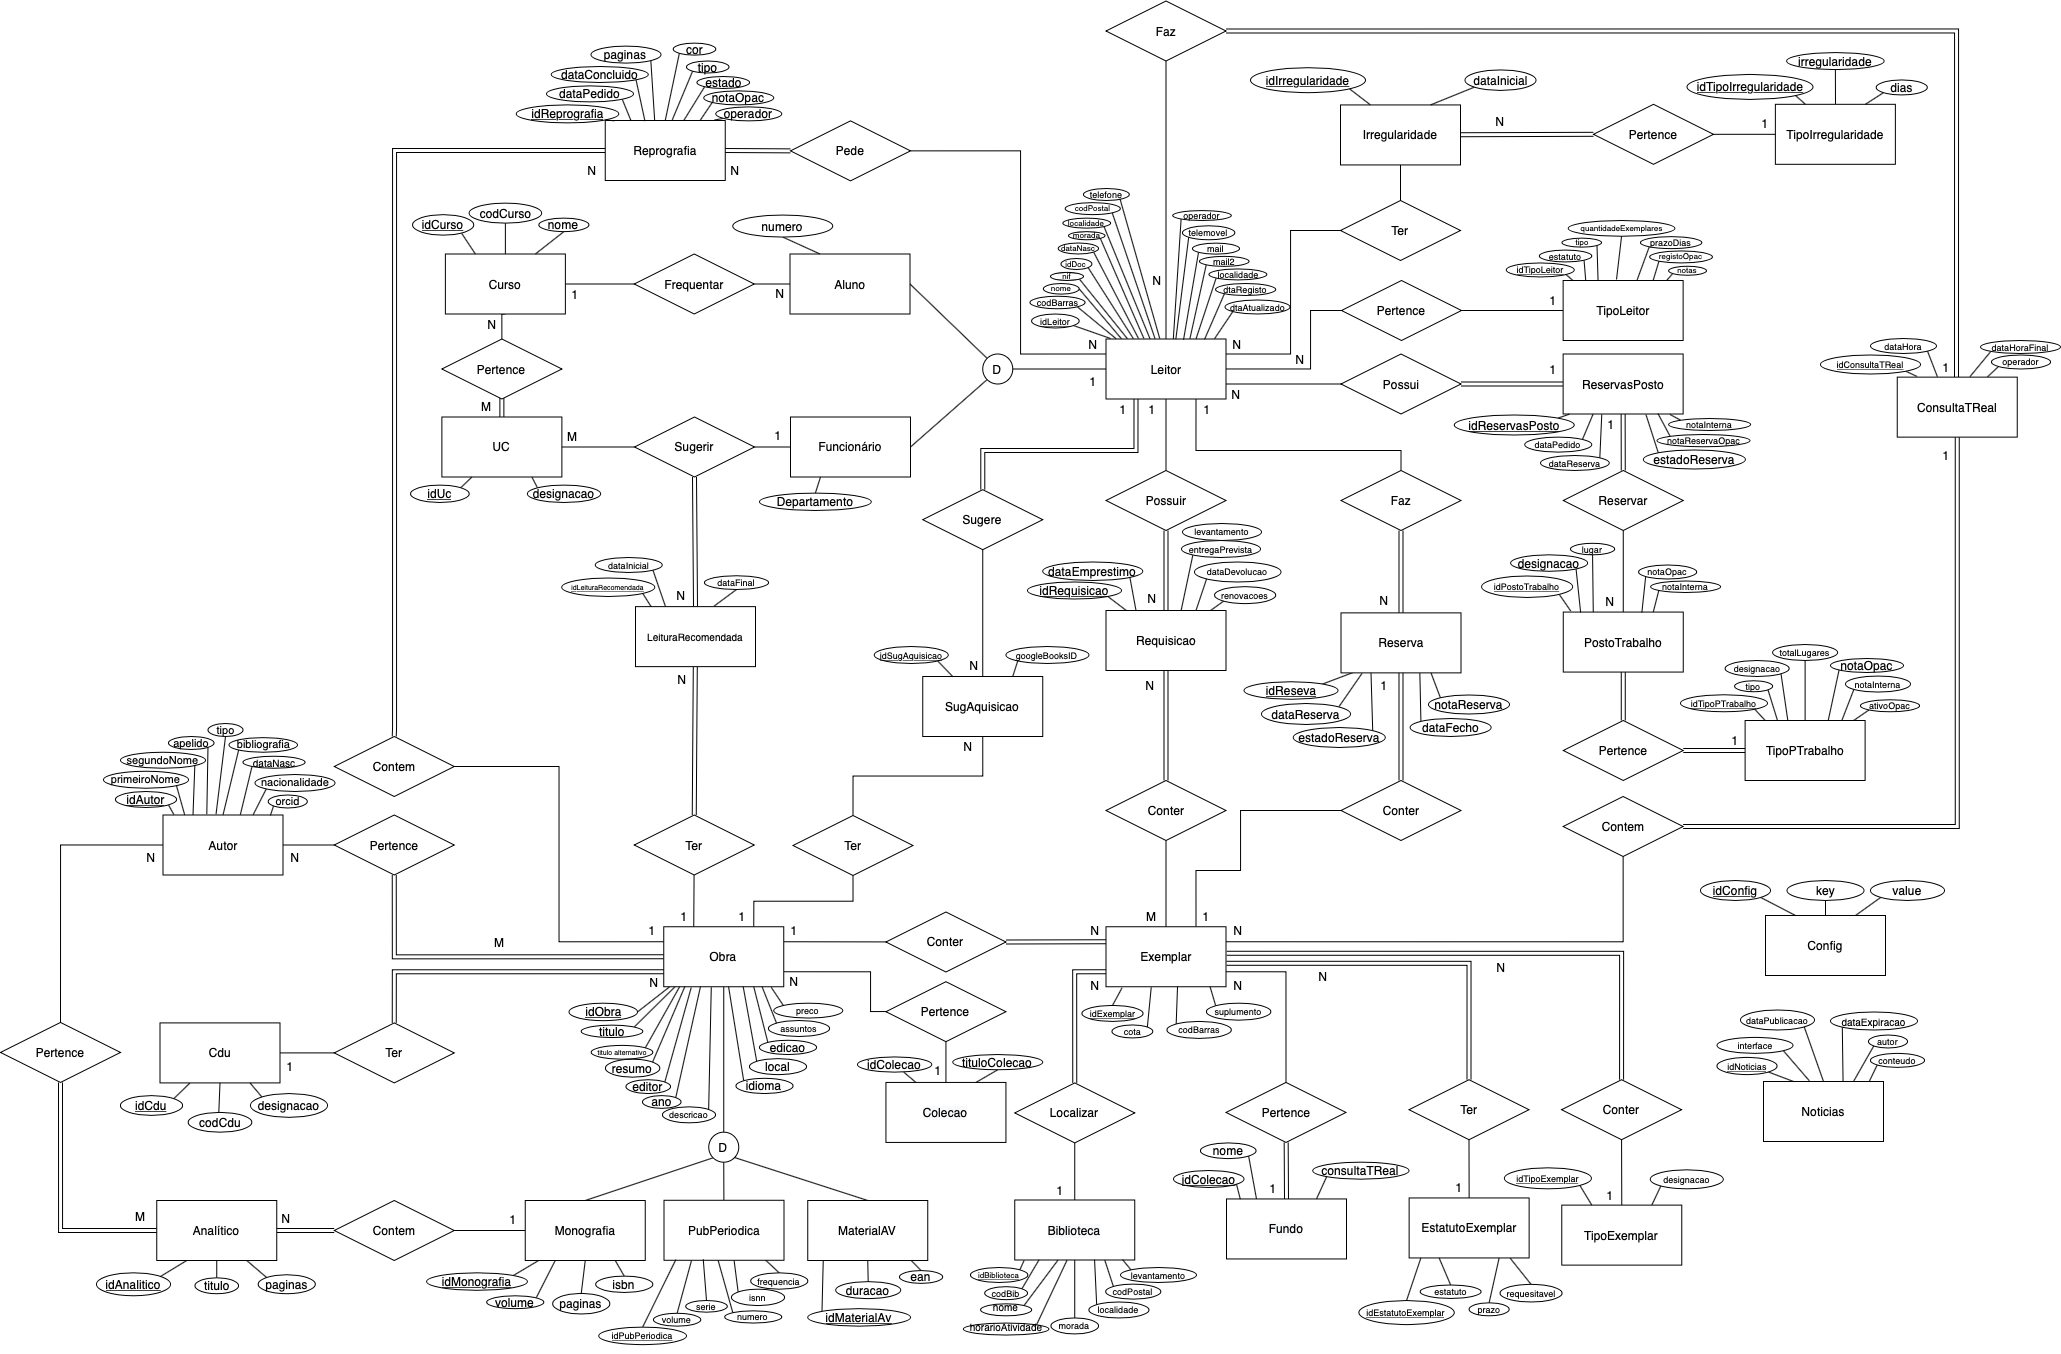 Faz
N
1
paginas
cor
dataConcluido
tipo
estado
dataPedido
notaOpac
idReprografia
operador
Reprografia
N
N
Pede
N
idIrregularidade
dataInicial
Irregularidade
N
Pertence
1
irregularidade
idTipoIrregularidade
dias
TipoIrregularidade
Ter
N
idCurso
codCurso
nome
Curso
1
Frequentar
N
numero
Aluno
N
Pertence
M
UC
idUc
designacao
M
Sugerir
1
Funcionário
Departamento
D
1
telefone
codPostal
localidade
morada
dataNasc
idDoc
nif
nome
codBarras
idLeitor
operador
telemovel
mail
mail2
localidade
dtaRegisto
dtaAtualizado
Leitor
N
Pertence
1
quantidadeExemplares
tipo
prazoDias
estatuto
registoOpac
idTipoLeitor
notas
TipoLeitor
N
Possui
1
ReservasPosto
idReservasPosto
dataPedido
dataReserva
1
notaInterna
notaReservaOpac
estadoReserva
dataHora
dataHoraFinal
idConsultaTReal
operador
ConsultaTReal
1
1
1
1
Sugere
Possuir
Faz
Reservar
dataInicial
idLeituraRecomendada
dataFinal
N
LeituraRecomendada
N
idSugAquisicao
googleBooksID
N
SugAquisicao
N
levantamento
entregaPrevista
dataEmprestimo
dataDevolucao
idRequisicao
renovacoes
N
Requisicao
N
N
Reserva
idReseva
dataReserva
estadoReserva
1
notaReserva
dataFecho
lugar
designacao
notaOpac
idPostoTrabalho
notaInterna
N
PostoTrabalho
totalLugares
designacao
notaOpac
tipo
notaInterna
idTipoPTrabalho
ativoOpac
Pertence
1
TipoPTrabalho
Contem
tipo
apelido
bibliografia
segundoNome
dataNasc
primeiroNome
nacionalidade
idAutor
orcid
Autor
N
N
Pertence
M
Ter
Ter
Conter
Conter
Contem
1
1
1
1
Conter
N
M
1
N
Obra
N
N
Exemplar
N
N
N
N
idConfig
key
value
Config
idObra
titulo
titulo alternativo
resumo
editor
ano
descricao
preco
assuntos
edicao
local
idioma
Pertence
idColecao
1
tituloColecao
Colecao
idExemplar
cota
codBarras
suplumento
Pertence
Cdu
1
Ter
idCdu
codCdu
designacao
Localizar
Pertence
Ter
Conter
dataPublicacao
dataExpiracao
interface
autor
idNoticias
conteudo
Noticias
D
M
Analítico
N
Contem
1
idAnalitico
titulo
paginas
Monografia
idMonografia
volume
paginas
isbn
PubPeriodica
idPubPeriodica
volume
serie
numero
isnn
frequencia
MaterialAV
idMaterialAv
duracao
ean
1
Biblioteca
idBiblioteca
codBib
nome
horarioAtividade
morada
localidade
codPostal
levantamento
nome
idColecao
1
consultaTReal
Fundo
1
EstatutoExemplar
idEstatutoExemplar
estatuto
prazo
requesitavel
idTipoExemplar
1
designacao
TipoExemplar